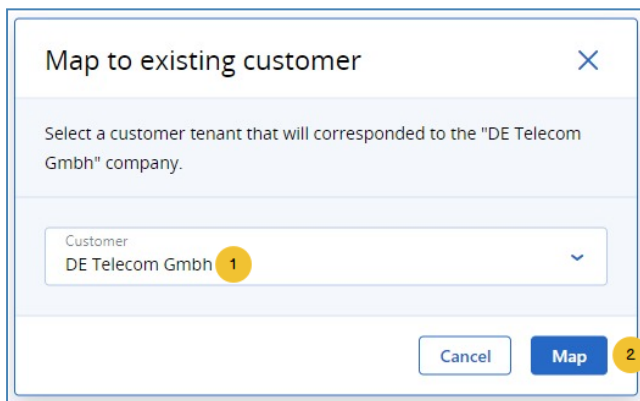 Map to existing customer
Select a customer tenant that will corresponded to the "DE Telecom
Gmbh" company.
Customer
DE Telecom Gmbh 1
Cancel Map 2